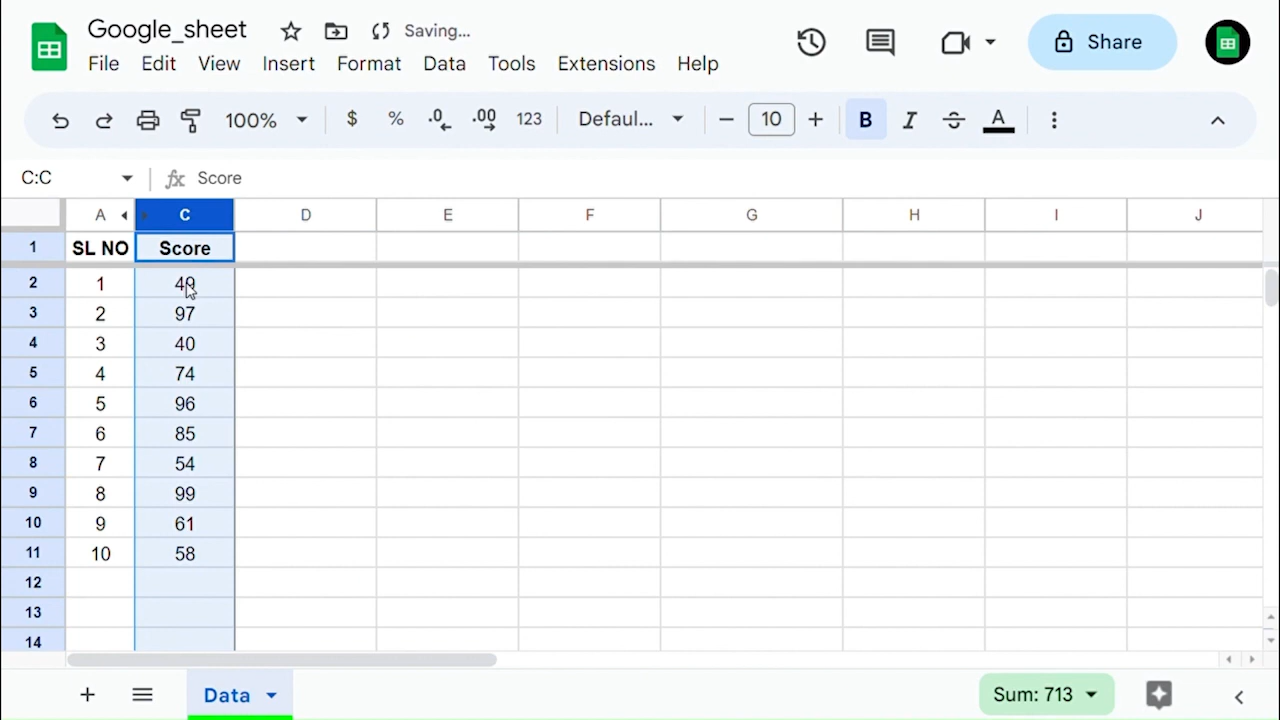 Google_sheet Saving...
File Edit View Insert Format Data Tools Extensions Help
Share
100% $ % .0 .00 123 Defaul... 10 B I S A
C:C fx Score
A C D E F G H I J
1 SL NO Score
2 1 49
3 2 97
4 3 40
5 4 74
6 5 96
7 6 85
8 7 54
9 8 99
10 9 61
11 10 58
12
13
14
Data
Sum: 713